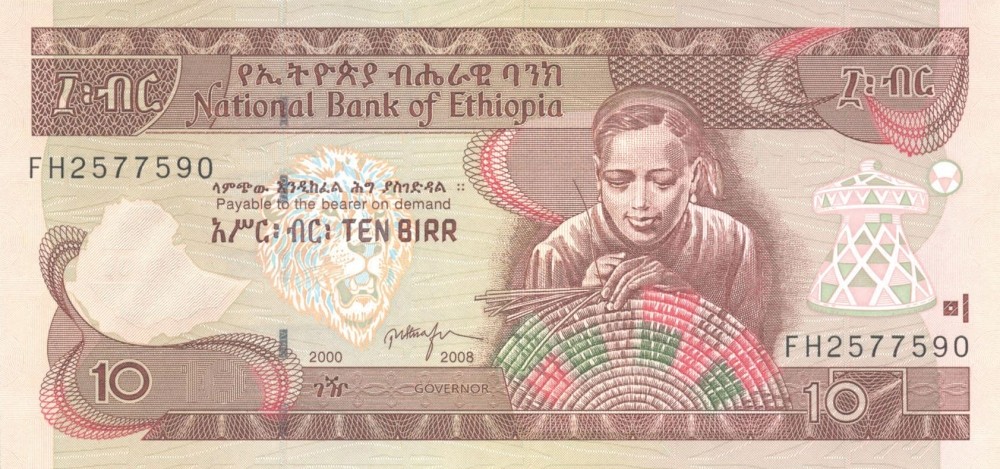 ፲፡ብር
የኢትዮጵያ ብሔራዊ ባንክ
፲፡ብር
National Bank of Ethiopia
FH2577590
ላምጭው እንዲከፈል ሕግ ያስገድዳል ።
Payable to the bearer on demand
አሥር፡ ብር፡ TEN BIRR
2000 2008
FH2577590
10
ገዥ GOVERNOR
10